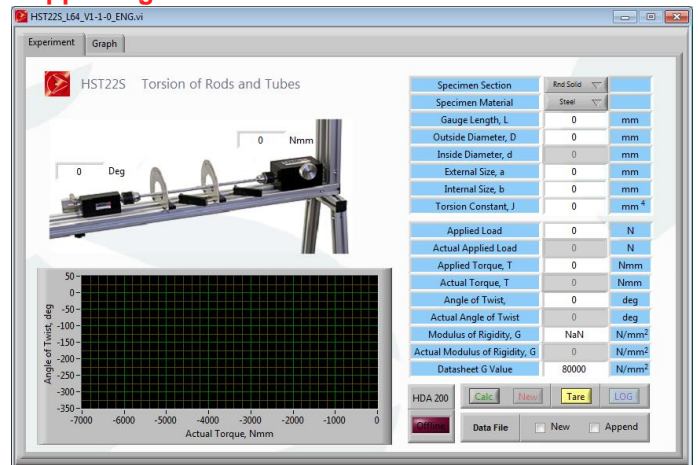 HST22S_L64_V1-1-0_ENG.vi
Experiment Graph
HST22S Torsion of Rods and Tubes
0 Nmm
0 Deg
Specimen Section Rnd Solid
Specimen Material Steel
Gauge Length, L 0 mm
Outside Diameter, D 0 mm
Inside Diameter, d 0 mm
External Size, a 0 mm
Internal Size, b 0 mm
Torsion Constant, J 0 mm 4
Applied Load 0 N
Actual Applied Load 0 N
Applied Torque, T 0 Nmm
Actual Torque, T 0 Nmm
Angle of Twist, 0 deg
Actual Angle of Twist 0 deg
Modulus of Rigidity, G NaN N/mm2
Actual Modulus of Rigidity, G 0 N/mm2
Datasheet G Value 80000 N/mm2
Angle of Twist, deg
50
0
-50
-100
-150
-200
-250
-300
-350
-7000 -6000 -5000 -4000 -3000 -2000 -1000 0
Actual Torque, Nmm
HDA 200 Calc New Tare LOG
Offline Data File New Append